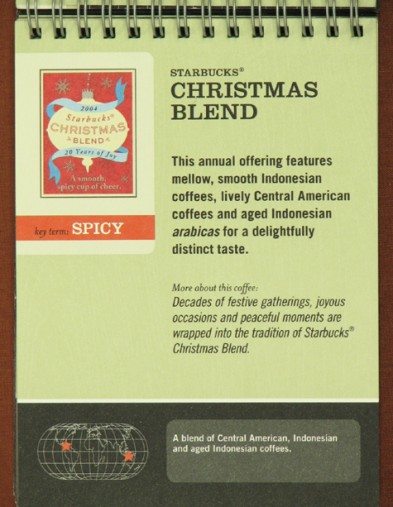 STARBUCKS®
CHRISTMAS
BLEND
2004
Starbucks®
CHRISTMAS
BLEND
20 Years of Joy
A smooth,
spicy cup of cheer.
key term: SPICY
This annual offering features
mellow, smooth Indonesian
coffees, lively Central American
coffees and aged Indonesian
arabicas for a delightfully
distinct taste.
More about this coffee:
Decades of festive gatherings, joyous
occasions and peaceful moments are
wrapped into the tradition of Starbucks®
Christmas Blend.
A blend of Central American, Indonesian
and aged Indonesian coffees.